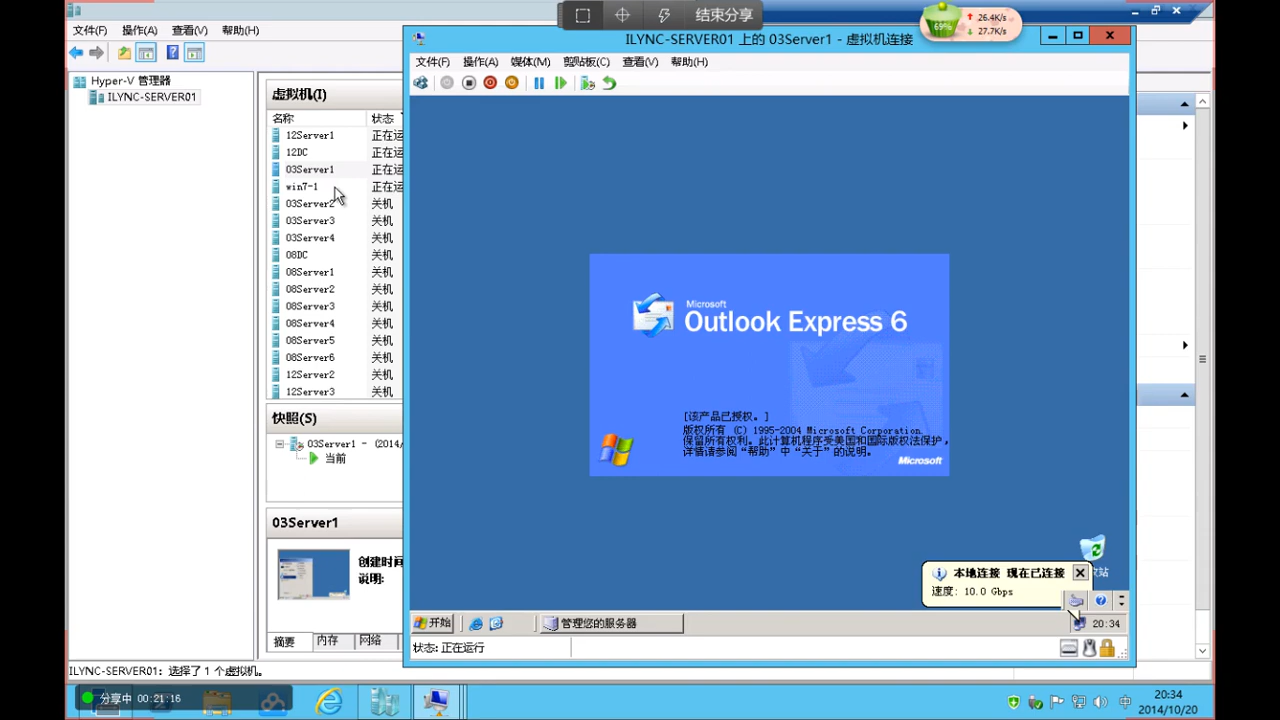 结束分享
69%
26.4K/s
27.7K/s
文件(F) 操作(A) 查看(V) 帮助(H)
Hyper-V 管理器
ILYNC-SERVER01
虚拟机(I)
名称 状态
12Server1 正在运
12DC 正在运
03Server1 正在运
win7-1 正在运
03Server2 关机
03Server3 关机
03Server4 关机
08DC 关机
08Server1 关机
08Server2 关机
08Server3 关机
08Server4 关机
08Server5 关机
08Server6 关机
12Server2 关机
12Server3 关机
快照(S)
03Server1 - (2014/
当前
03Server1
创建时间
说明:
摘要 内存 网络
ILYNC-SERVER01 上的 03Server1 - 虚拟机连接
文件(F) 操作(A) 媒体(M) 剪贴板(C) 查看(V) 帮助(H)
Microsoft
Outlook Express 6
[该产品已授权。]
版权所有 (C) 1995-2004 Microsoft Corporation.
保留所有权利。此计算机程序受美国和国际版权法保护，
详情请参阅“帮助”中“关于”的说明。
Microsoft
本地连接 现在已连接
速度: 10.0 Gbps
站
开始 管理您的服务器 20:34
状态: 正在运行
ILYNC-SERVER01: 选择了 1 个虚拟机。
分享中 00:21:16
中
20:34
2014/10/20